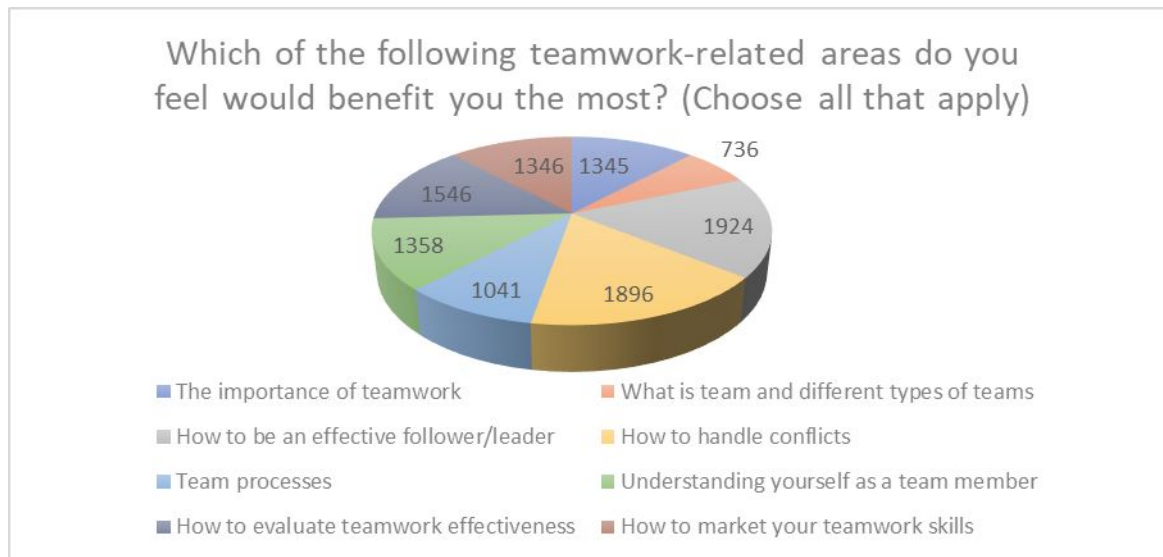 Which of the following teamwork-related areas do you
feel would benefit you the most? (Choose all that apply)
1346
1345
736
1546
1924
1358
1041
1896
The importance of teamwork
What is team and different types of teams
How to be an effective follower/leader
How to handle conflicts
Team processes
Understanding yourself as a team member
How to evaluate teamwork effectiveness
How to market your teamwork skills